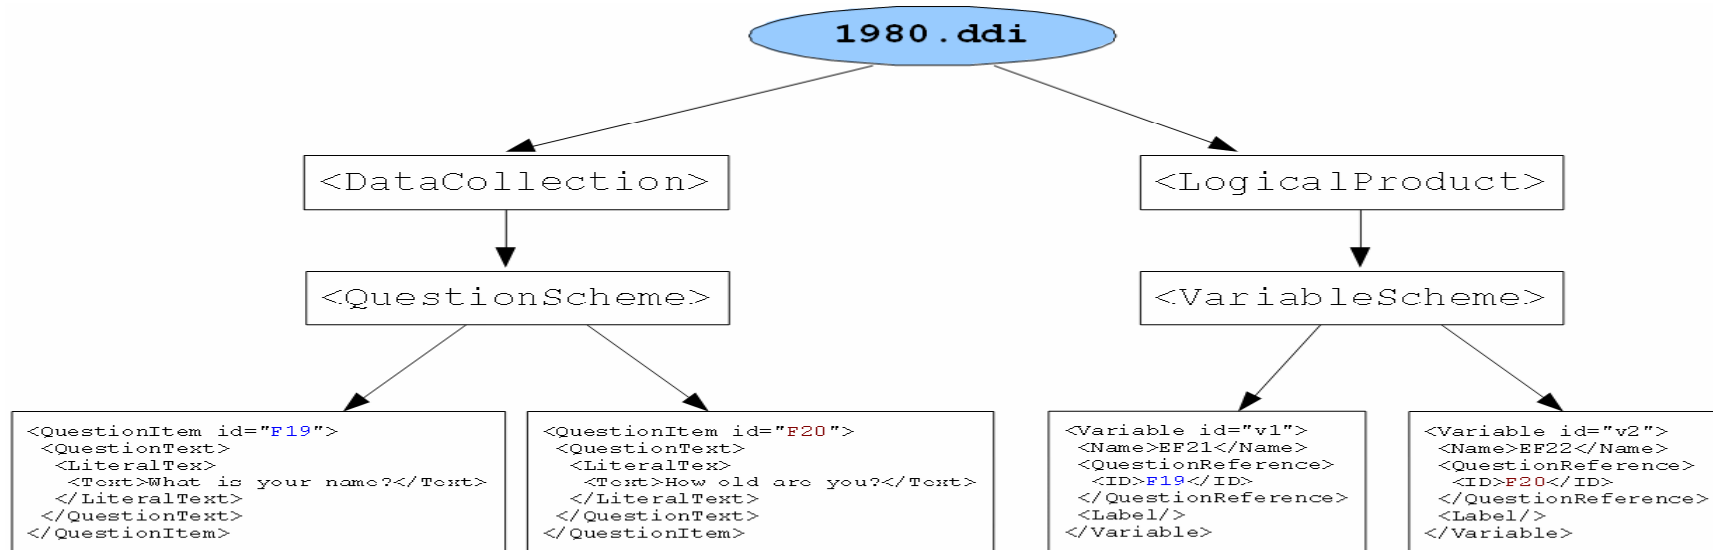 1980.ddi
<DataCollection>
<LogicalProduct>
<QuestionScheme>
<VariableScheme>
<QuestionItem id="F19">
<QuestionText>
<LiteralTex>
<Text>What is your name?</Text>
</LiteralText>
</QuestionText>
</QuestionItem>
<QuestionItem id="F20">
<QuestionText>
<LiteralTex>
<Text>How old are you?</Text>
</LiteralText>
</QuestionText>
</QuestionItem>
<Variable id="v1">
<Name>EF21</Name>
<QuestionReference>
<ID>F19</ID>
</QuestionReference>
<Label/>
</Variable>
<Variable id="v2">
<Name>EF22</Name>
<QuestionReference>
<ID>F20</ID>
</QuestionReference>
<Label/>
</Variable>